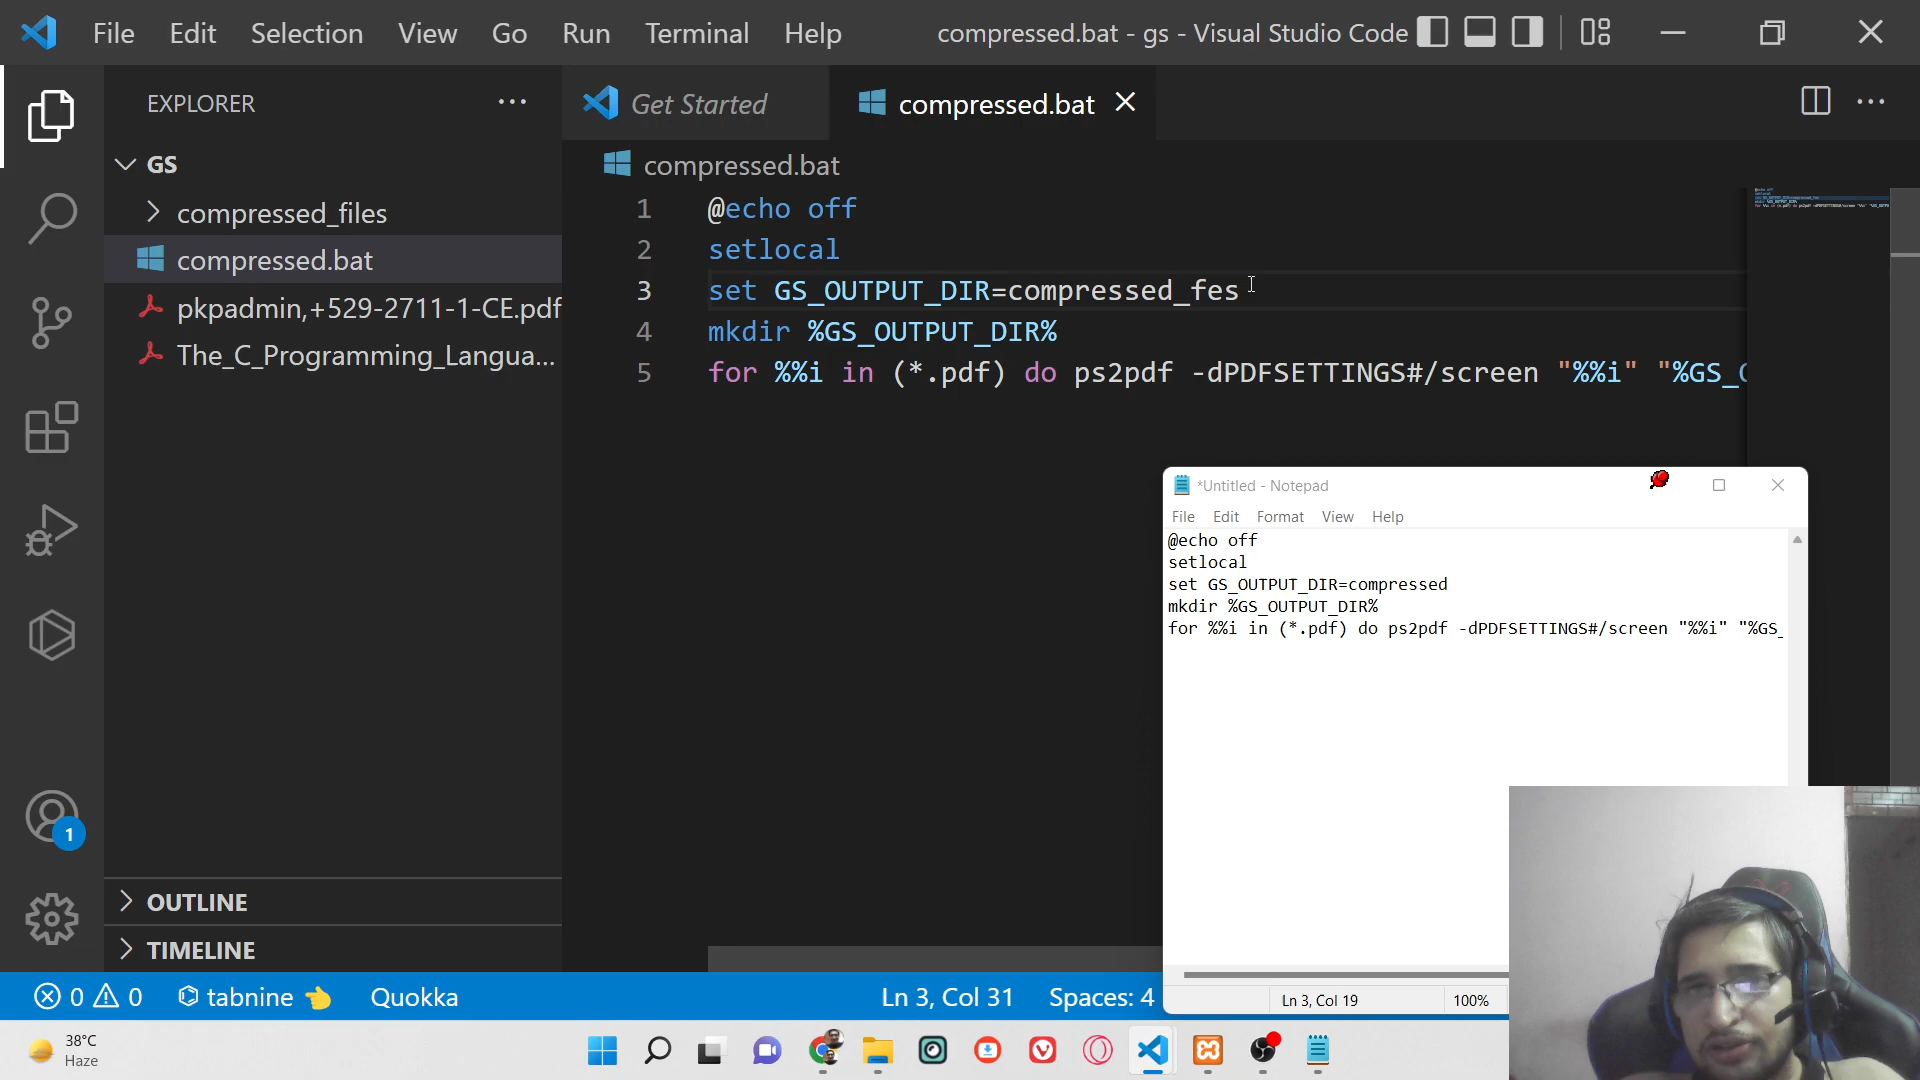 File Edit Selection View Go Run Terminal Help compressed.bat - gs - Visual Studio Code
EXPLORER
GS
compressed_files
compressed.bat
pkpadmin,+529-2711-1-CE.pdf
The_C_Programming_Langua...
OUTLINE
TIMELINE
Get Started
compressed.bat
compressed.bat
1 @echo off
2 setlocal
3 set GS_OUTPUT_DIR=compressed_fes
4 mkdir %GS_OUTPUT_DIR%
5 for %%i in (*.pdf) do ps2pdf -dPDFSETTINGS#/screen "%%i" "%GS_
*Untitled - Notepad
File Edit Format View Help
@echo off
setlocal
set GS_OUTPUT_DIR=compressed
mkdir %GS_OUTPUT_DIR%
for %%i in (*.pdf) do ps2pdf -dPDFSETTINGS#/screen "%%i" "%GS_
Ln 3, Col 19 100%
1
0 0 tabnine Quokka Ln 3, Col 31 Spaces: 4
38°C
Haze